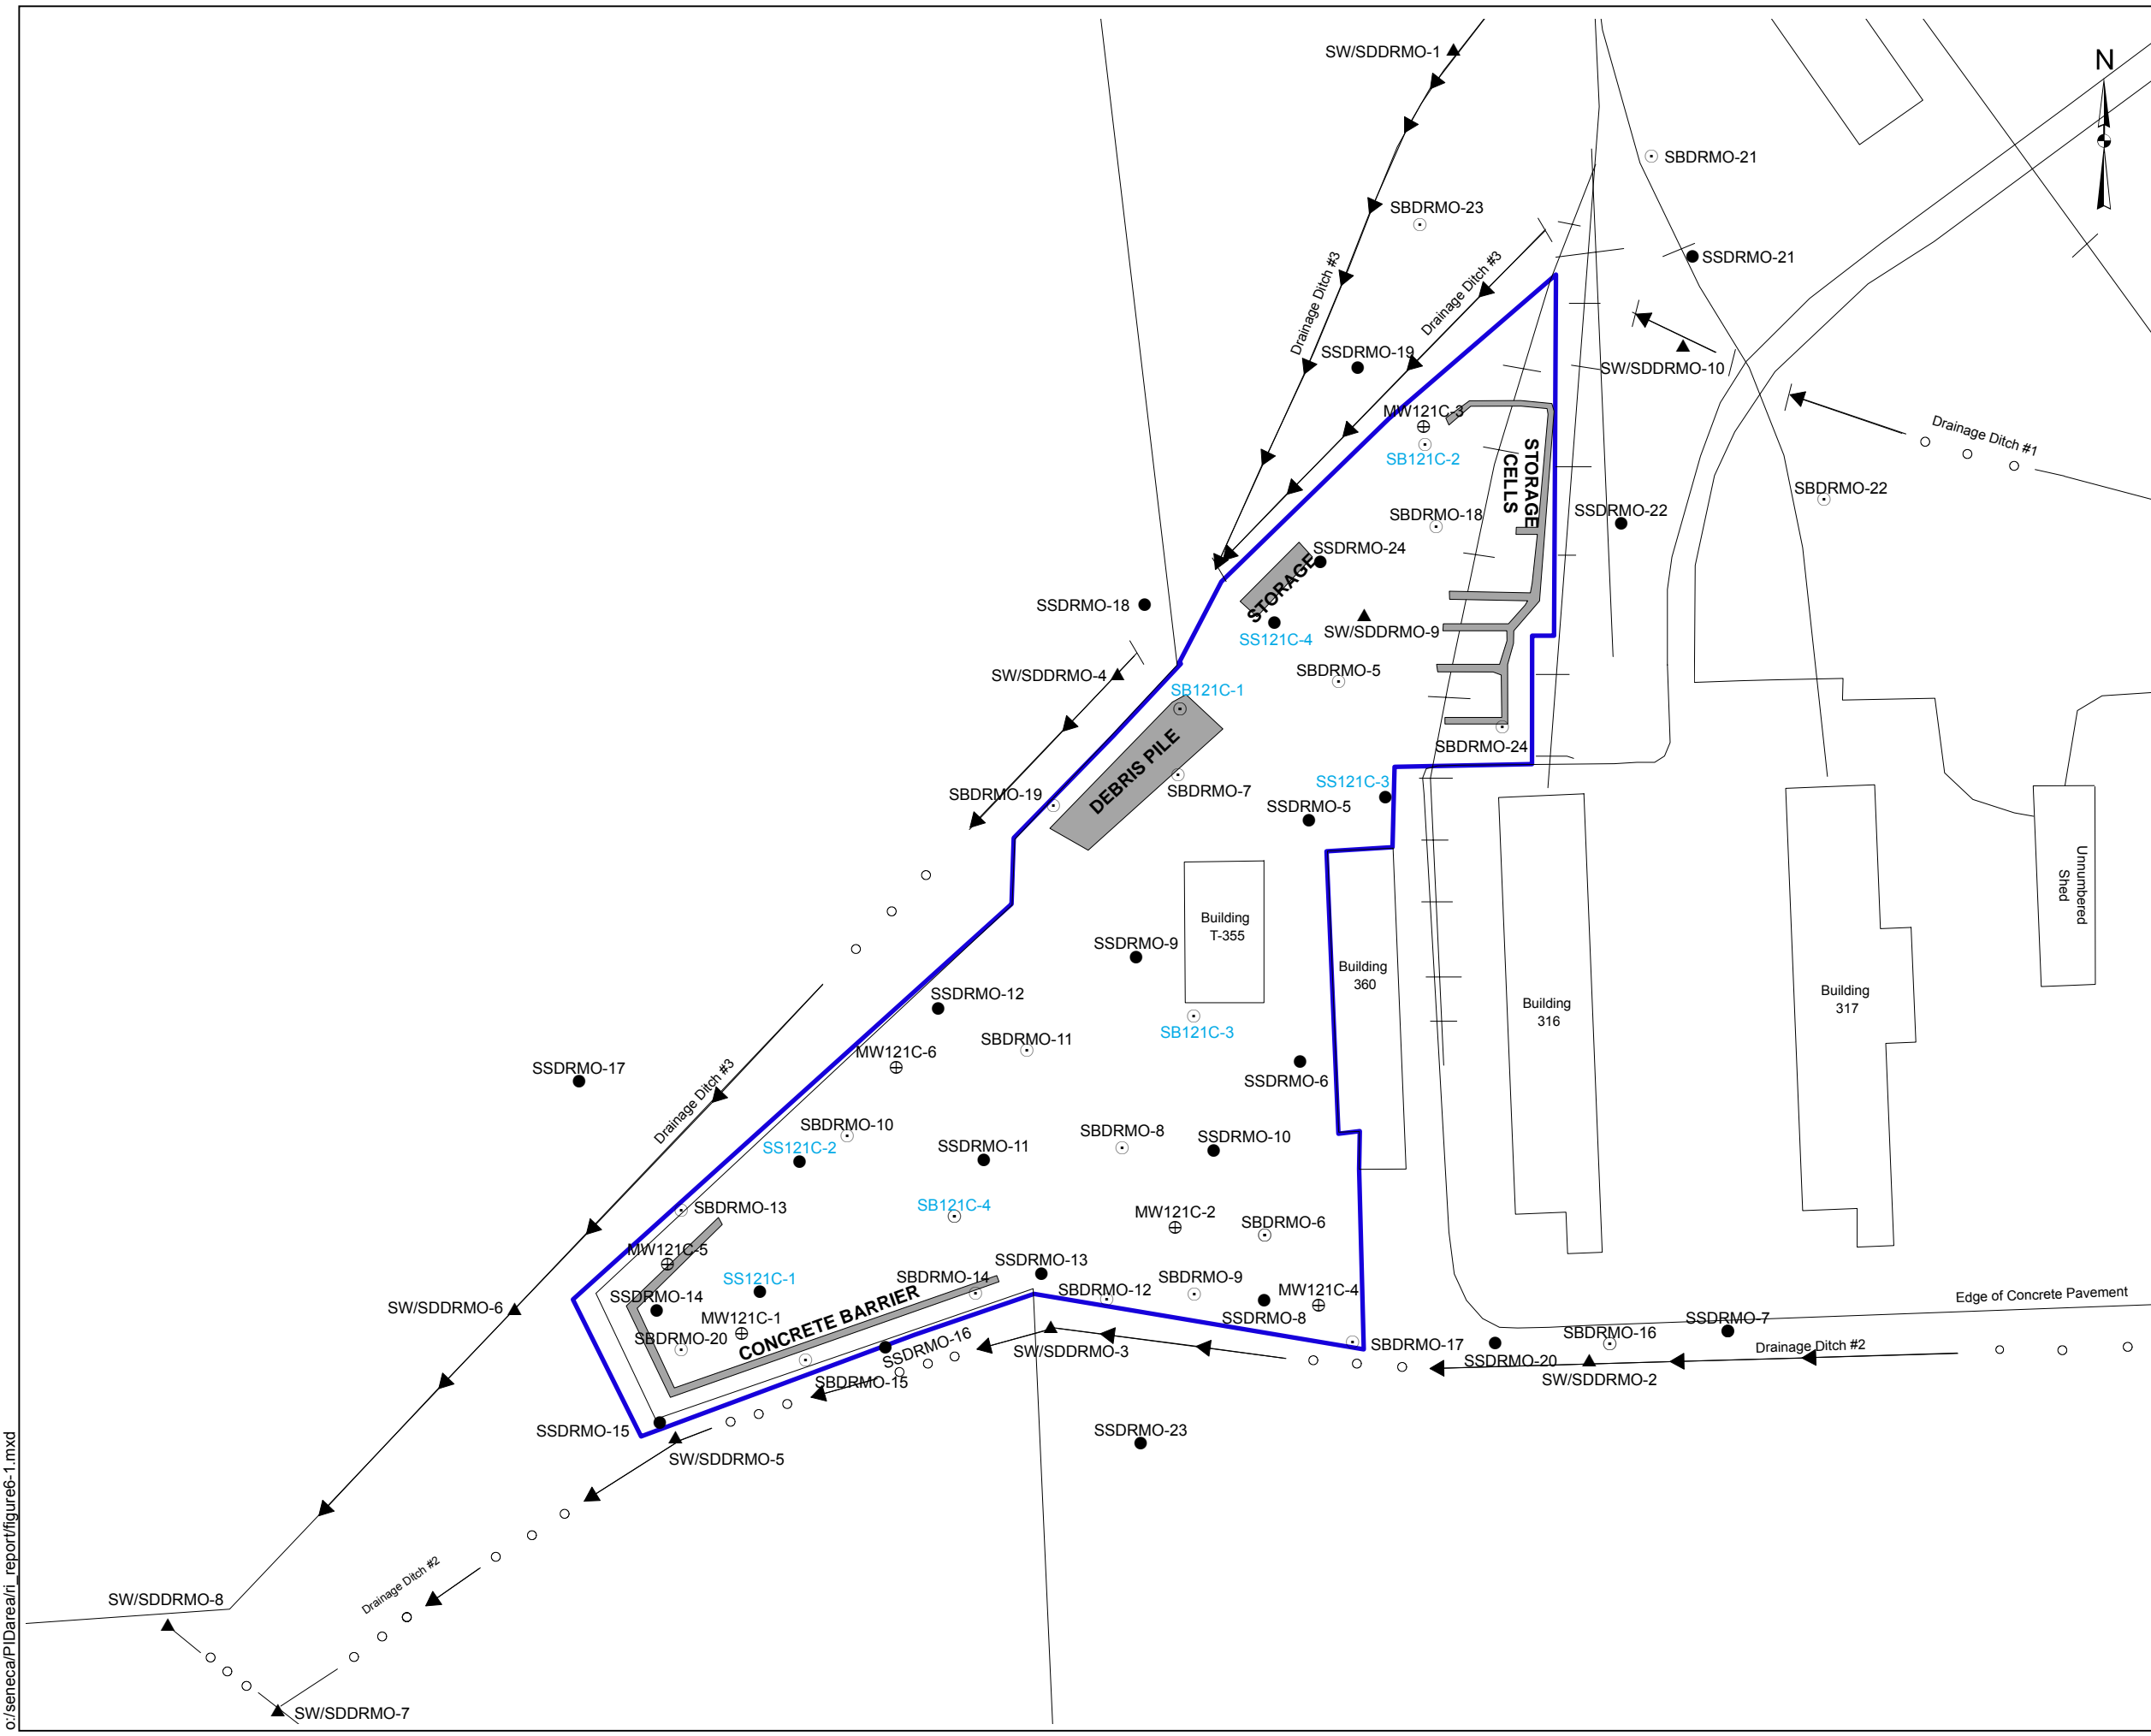 SW/SDDRMO-1
N
SBDRMO-21
SBDRMO-23
SSDRMO-21
Drainage Ditch #3
Drainage Ditch #3
SSDRMO-19
SW/SDDRMO-10
MW121C-3
SB121C-2
Drainage Ditch #1
STORAGE
CELLS
SBDRMO-22
SBDRMO-18
SSDRMO-22
SSDRMO-24
STORAGE
SSDRMO-18
SS121C-4
SW/SDDRMO-9
SW/SDDRMO-4
SBDRMO-5
SB121C-1
SBDRMO-24
DEBRIS PILE
SBDRMO-19
SBDRMO-7
SS121C-3
SSDRMO-5
Unnumbered
Shed
Building
T-355
SSDRMO-9
Building
360
Building
316
Building
317
SSDRMO-12
SB121C-3
SBDRMO-11
MW121C-6
SSDRMO-17
SSDRMO-6
Drainage Ditch #3
SBDRMO-10
SS121C-2
SSDRMO-11
SBDRMO-8
SSDRMO-10
SBDRMO-13
SB121C-4
MW121C-2
SBDRMO-6
MW121C-5
SS121C-1
SBDRMO-14
SSDRMO-13
SBDRMO-12
SBDRMO-9
MW121C-4
Edge of Concrete Pavement
SW/SDDRMO-6
SSDRMO-14
MW121C-1
CONCRETE BARRIER
SSDRMO-8
SSDRMO-7
SBDRMO-20
SSDRMO-16
SW/SDDRMO-3
SBDRMO-17
SBDRMO-16
Drainage Ditch #2
SSDRMO-20
SW/SDDRMO-2
SBDRMO-15
SSDRMO-15
SSDRMO-23
SW/SDDRMO-5
Drainage Ditch #2
SW/SDDRMO-8
SW/SDDRMO-7
o:/seneca/PIDarea/ri_report/figure6-1.mxd